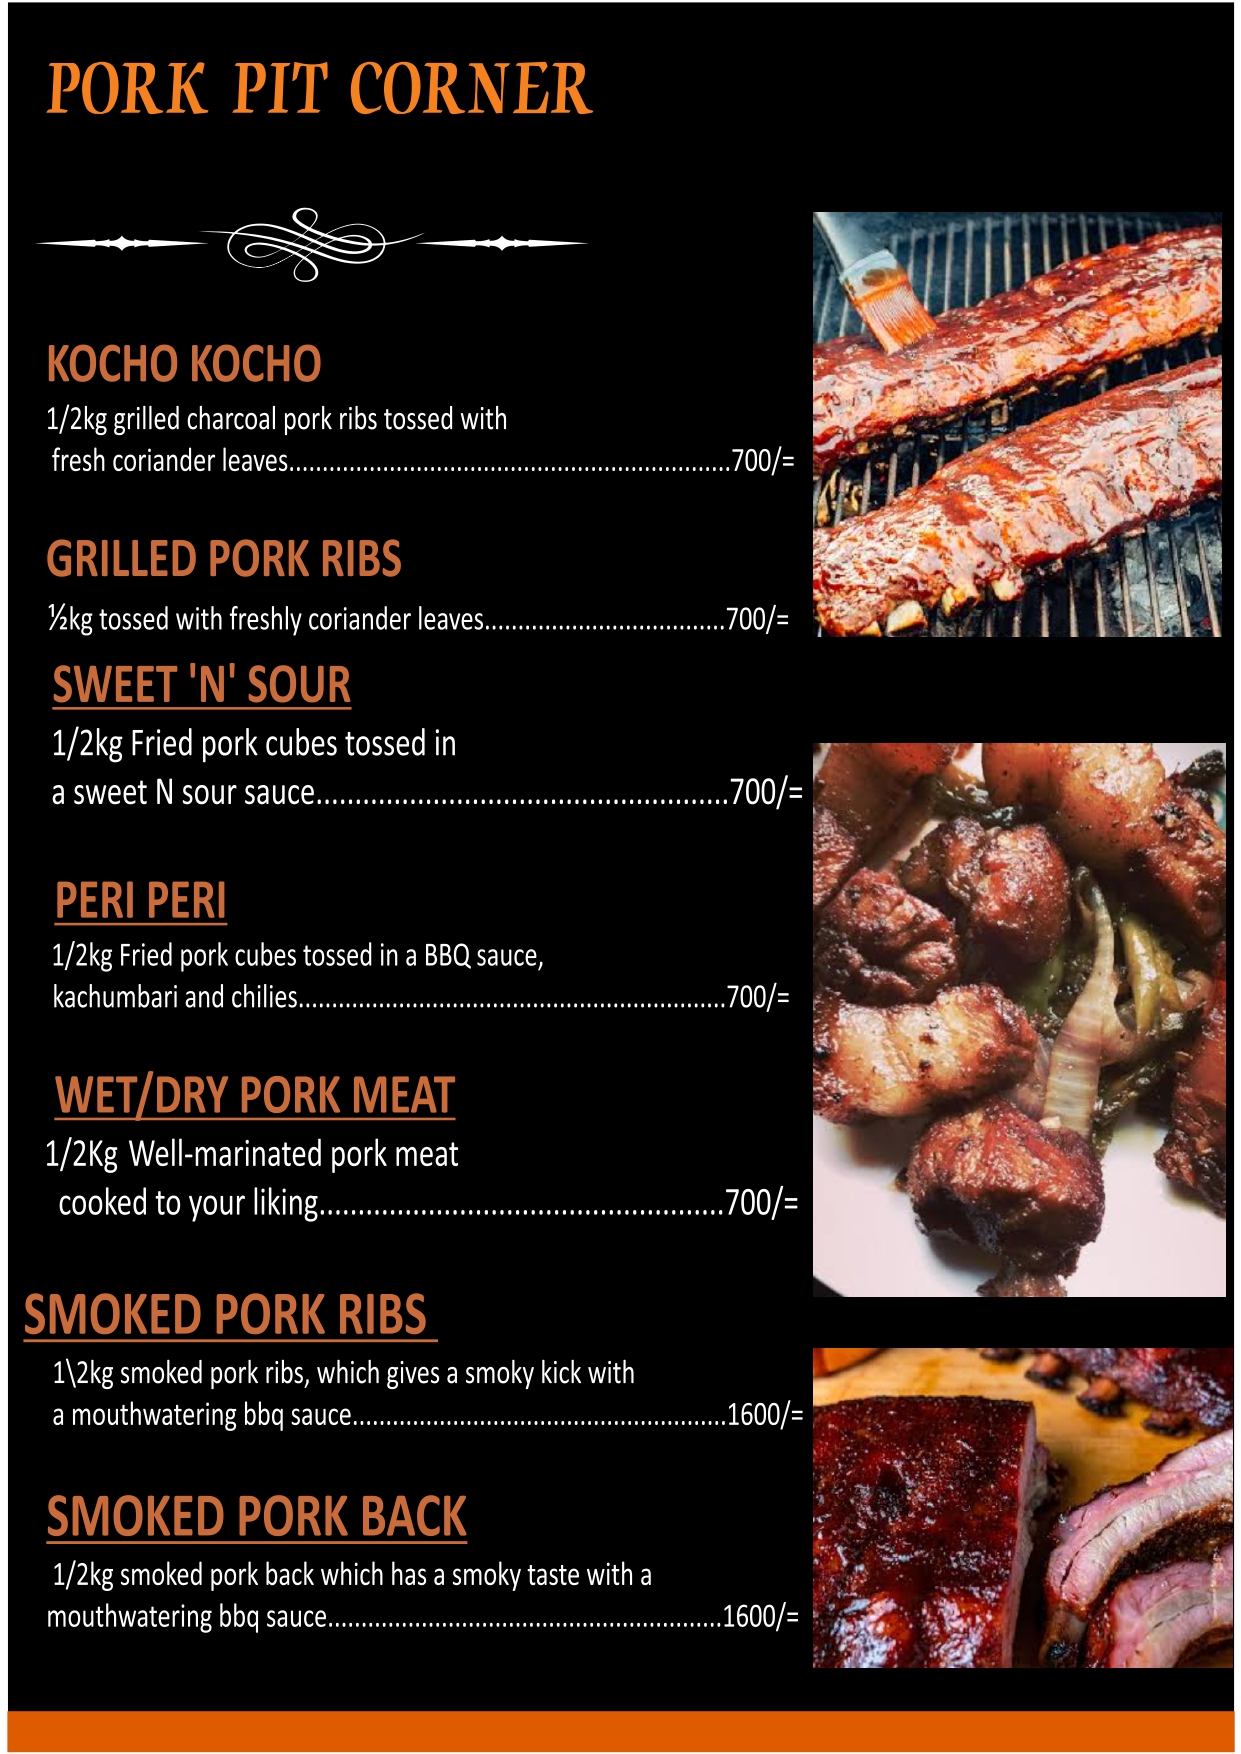 PORK PIT CORNER
KOCHO KOCHO
1/2kg grilled charcoal pork ribs tossed with
fresh coriander leaves..................................................................700/=
GRILLED PORK RIBS
½kg tossed with freshly coriander leaves....................................700/=
SWEET 'N' SOUR
1/2kg Fried pork cubes tossed in
a sweet N sour sauce.....................................................700/=
PERI PERI
1/2kg Fried pork cubes tossed in a BBQ sauce,
kachumbari and chilies................................................................700/=
WET/DRY PORK MEAT
1/2Kg Well-marinated pork meat
cooked to your liking....................................................700/=
SMOKED PORK RIBS
1\2kg smoked pork ribs, which gives a smoky kick with
a mouthwatering bbq sauce........................................................1600/=
SMOKED PORK BACK
1/2kg smoked pork back which has a smoky taste with a
mouthwatering bbq sauce...........................................................1600/=